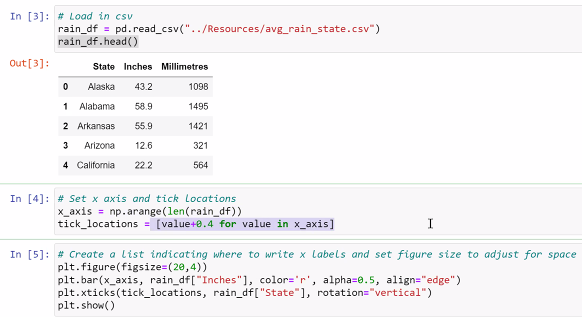 In [3]: # Load in csv
rain_df = pd.read_csv("../Resources/avg_rain_state.csv")
rain_df.head()
Out[3]:
State Inches Millimetres
0 Alaska 43.2 1098
1 Alabama 58.9 1495
2 Arkansas 55.9 1421
3 Arizona 12.6 321
4 California 22.2 564
In [4]: # Set x axis and tick locations
x_axis = np.arange(len(rain_df))
tick_locations = [value+0.4 for value in x_axis]
In [5]: # Create a list indicating where to write x labels and set figure size to adjust for space
plt.figure(figsize=(20,4))
plt.bar(x_axis, rain_df["Inches"], color='r', alpha=0.5, align="edge")
plt.xticks(tick_locations, rain_df["State"], rotation="vertical")
plt.show()